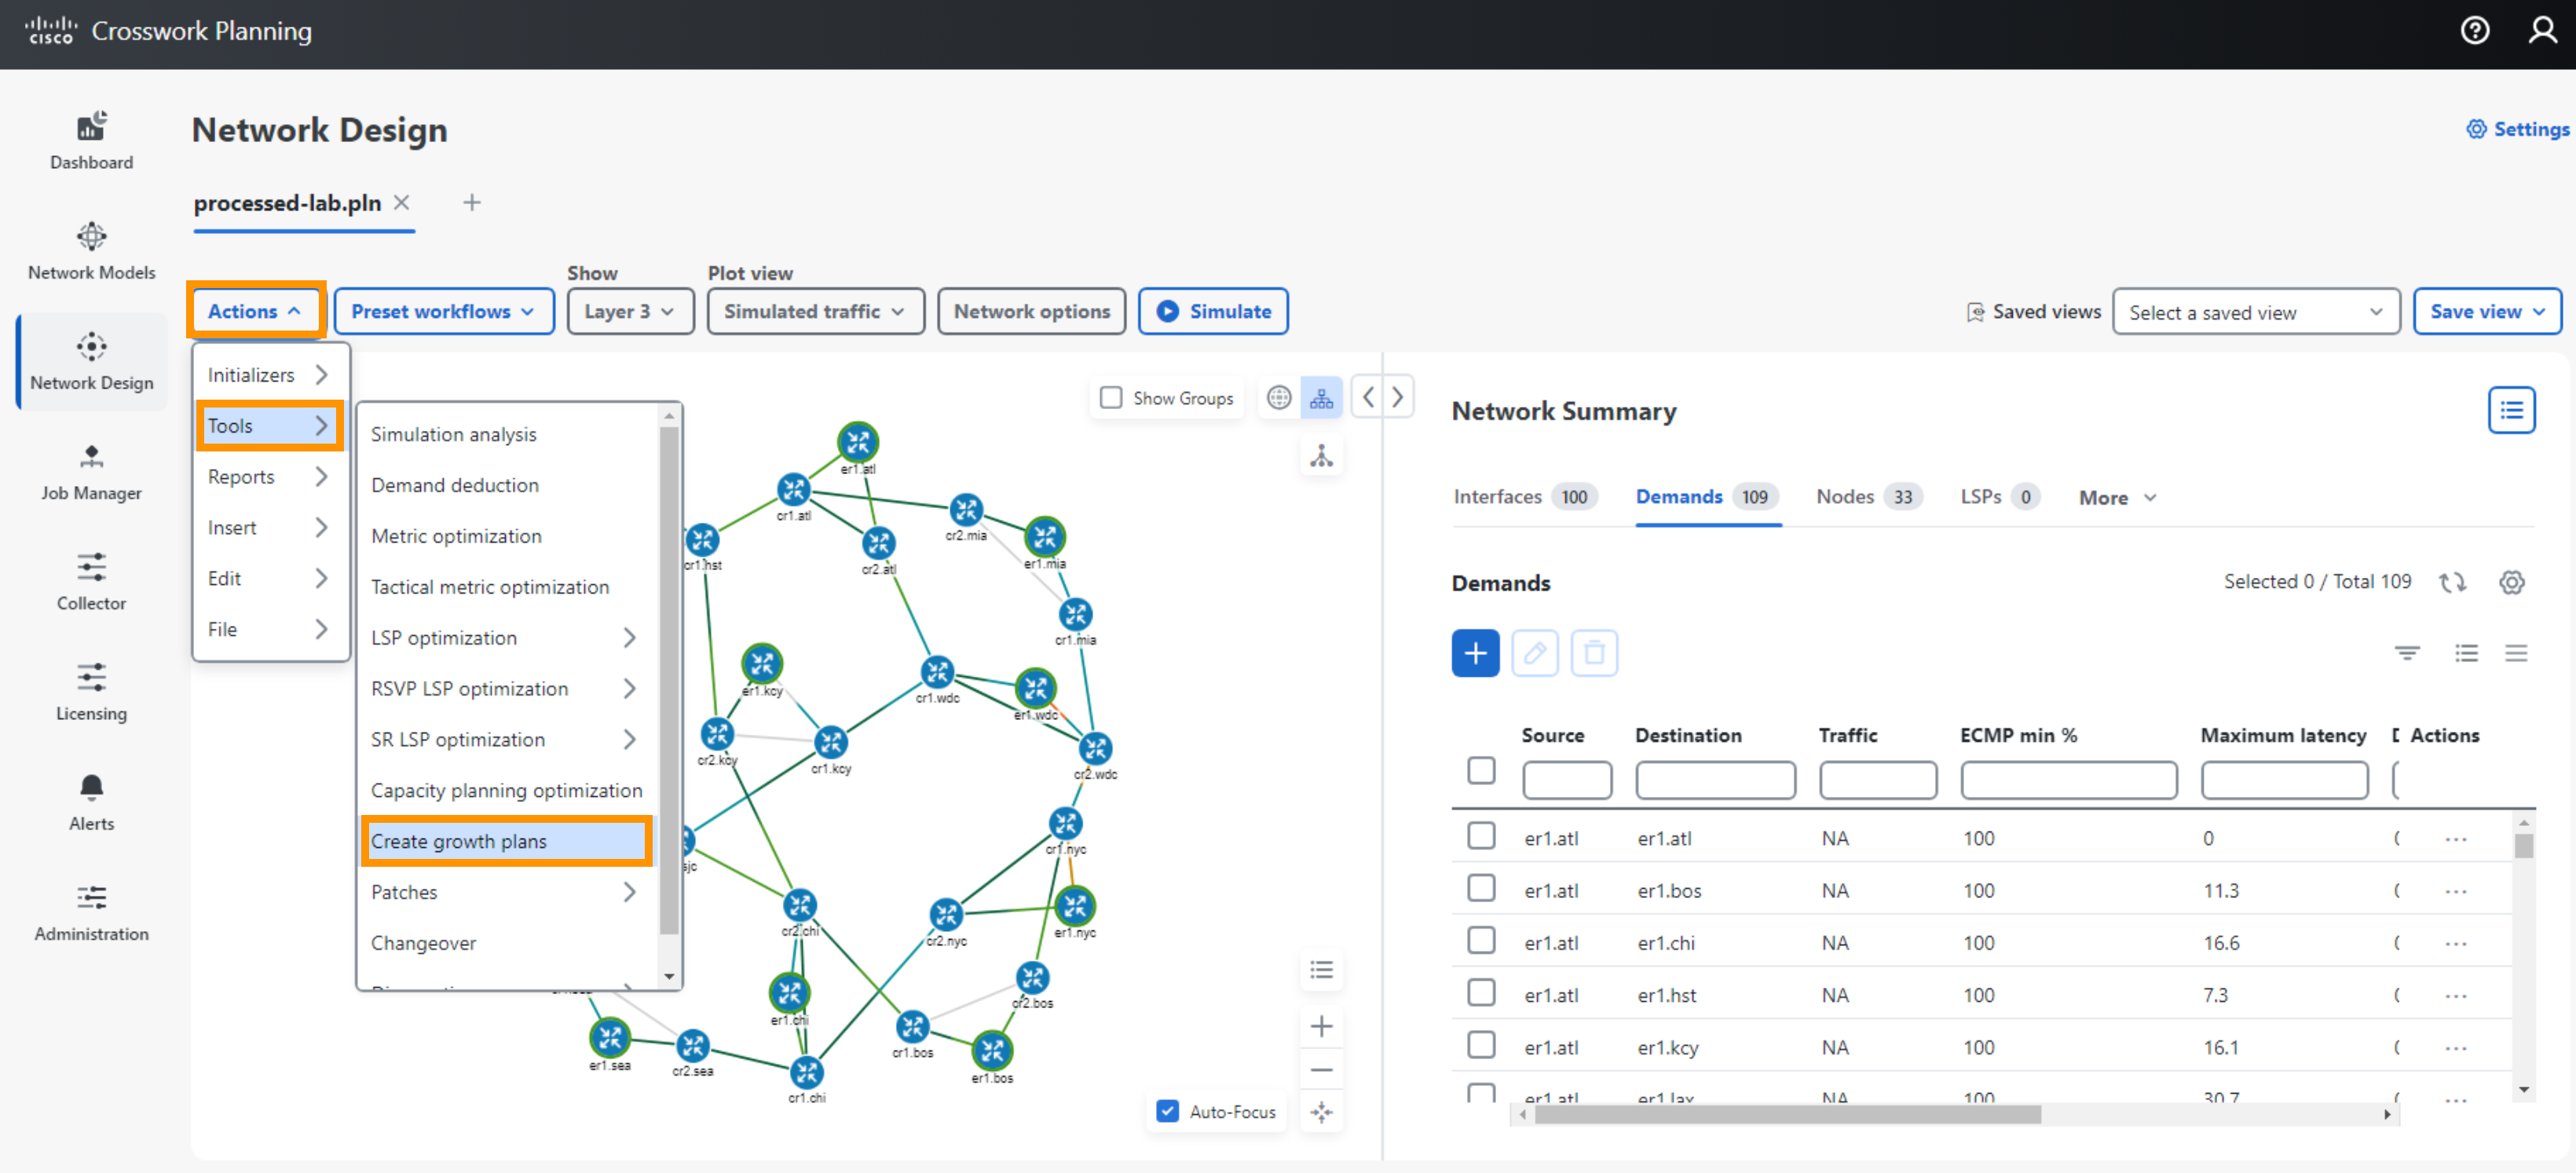 CISCO Crosswork Planning
Dashboard
Network Models
Network Design
Job Manager
Collector
Licensing
Alerts
Administration
Network Design
Settings
processed-lab.pln
Show
Plot view
Actions
Preset workflows
Layer 3
Simulated traffic
Network options
Simulate
Saved views
Select a saved view
Save view
Initializers
Tools
Reports
Insert
Edit
File
Simulation analysis
Demand deduction
Metric optimization
Tactical metric optimization
LSP optimization
RSVP LSP optimization
SR LSP optimization
Capacity planning optimization
Create growth plans
Patches
Changeover
Show Groups
er1.atl
cr1.atl
cr2.mia
cr1.hst
cr2.atl
er1.mia
cr1.mia
er1.kcy
cr1.wdc
er1.wdc
cr2.kcy
cr1.kcy
cr2.wdc
cr1.nyc
sjc
cr2.chi
cr2.nyc
er1.nyc
cr2.bos
er1.chi
er1.sea
cr2.sea
cr1.bos
er1.bos
cr1.chi
Auto-Focus
Network Summary
Interfaces 100
Demands 109
Nodes 33
LSPs 0
More
Demands
Selected 0 / Total 109
Source Destination Traffic ECMP min % Maximum latency Actions
er1.atl er1.atl NA 100 0
er1.atl er1.bos NA 100 11.3
er1.atl er1.chi NA 100 16.6
er1.atl er1.hst NA 100 7.3
er1.atl er1.kcy NA 100 16.1
er1.atl er1.lax NA 100 30.7